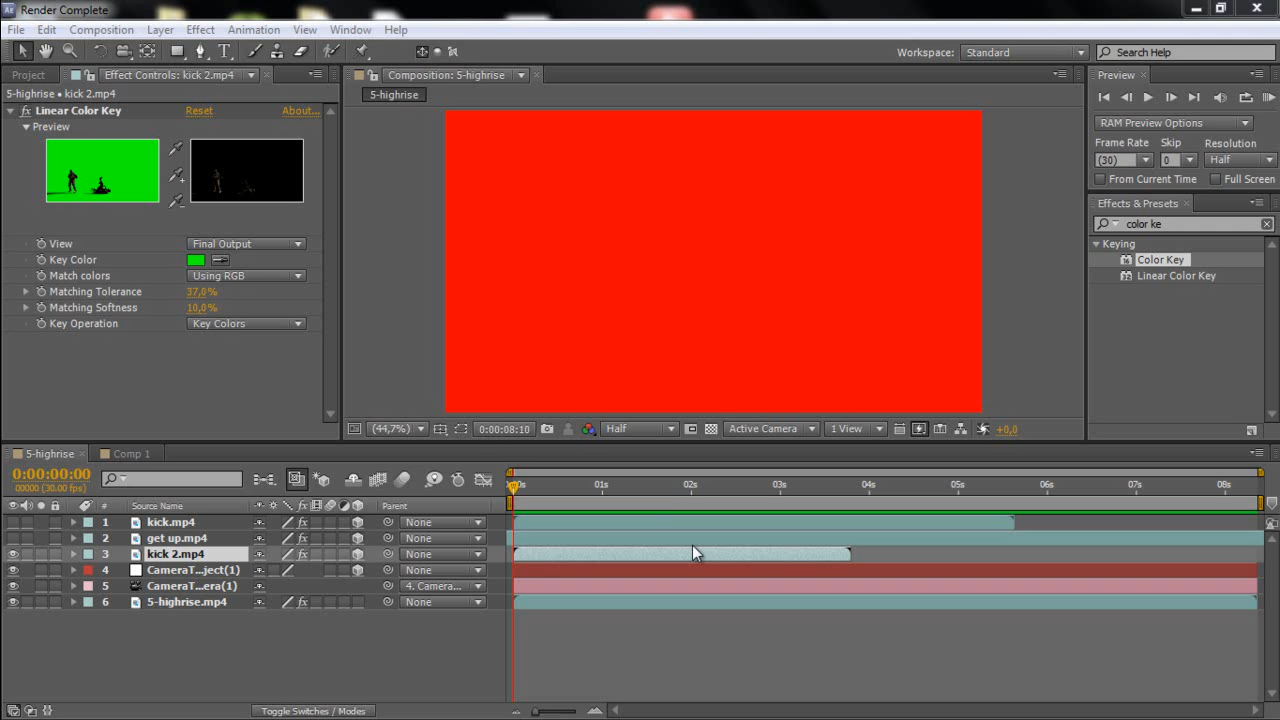 Render Complete
File Edit Composition Layer Effect Animation View Window Help
Workspace: Standard Search Help
Project Effect Controls: kick 2.mp4 Composition: 5-highrise Preview
5-highrise • kick 2.mp4 5-highrise
Linear Color Key Reset About...
Preview
RAM Preview Options
Frame Rate Skip Resolution
(30) 0 Half
From Current Time Full Screen
Effects & Presets
color ke
Keying
Color Key
Linear Color Key
View Final Output
Key Color
Match colors Using RGB
Matching Tolerance 37,0%
Matching Softness 10,0%
Key Operation Key Colors
(44,7%) 0:00:08:10 Half Active Camera 1 View +0,0
5-highrise Comp 1
0:00:00:00
00000 (30.00 fps)
01s 02s 03s 04s 05s 06s 07s 08s
# Source Name Parent
1 kick.mp4 None
2 get up.mp4 None
3 kick 2.mp4 None
4 CameraT...ject(1) None
5 CameraT...era(1) 4. Camera...
6 5-highrise.mp4 None
Toggle Switches / Modes